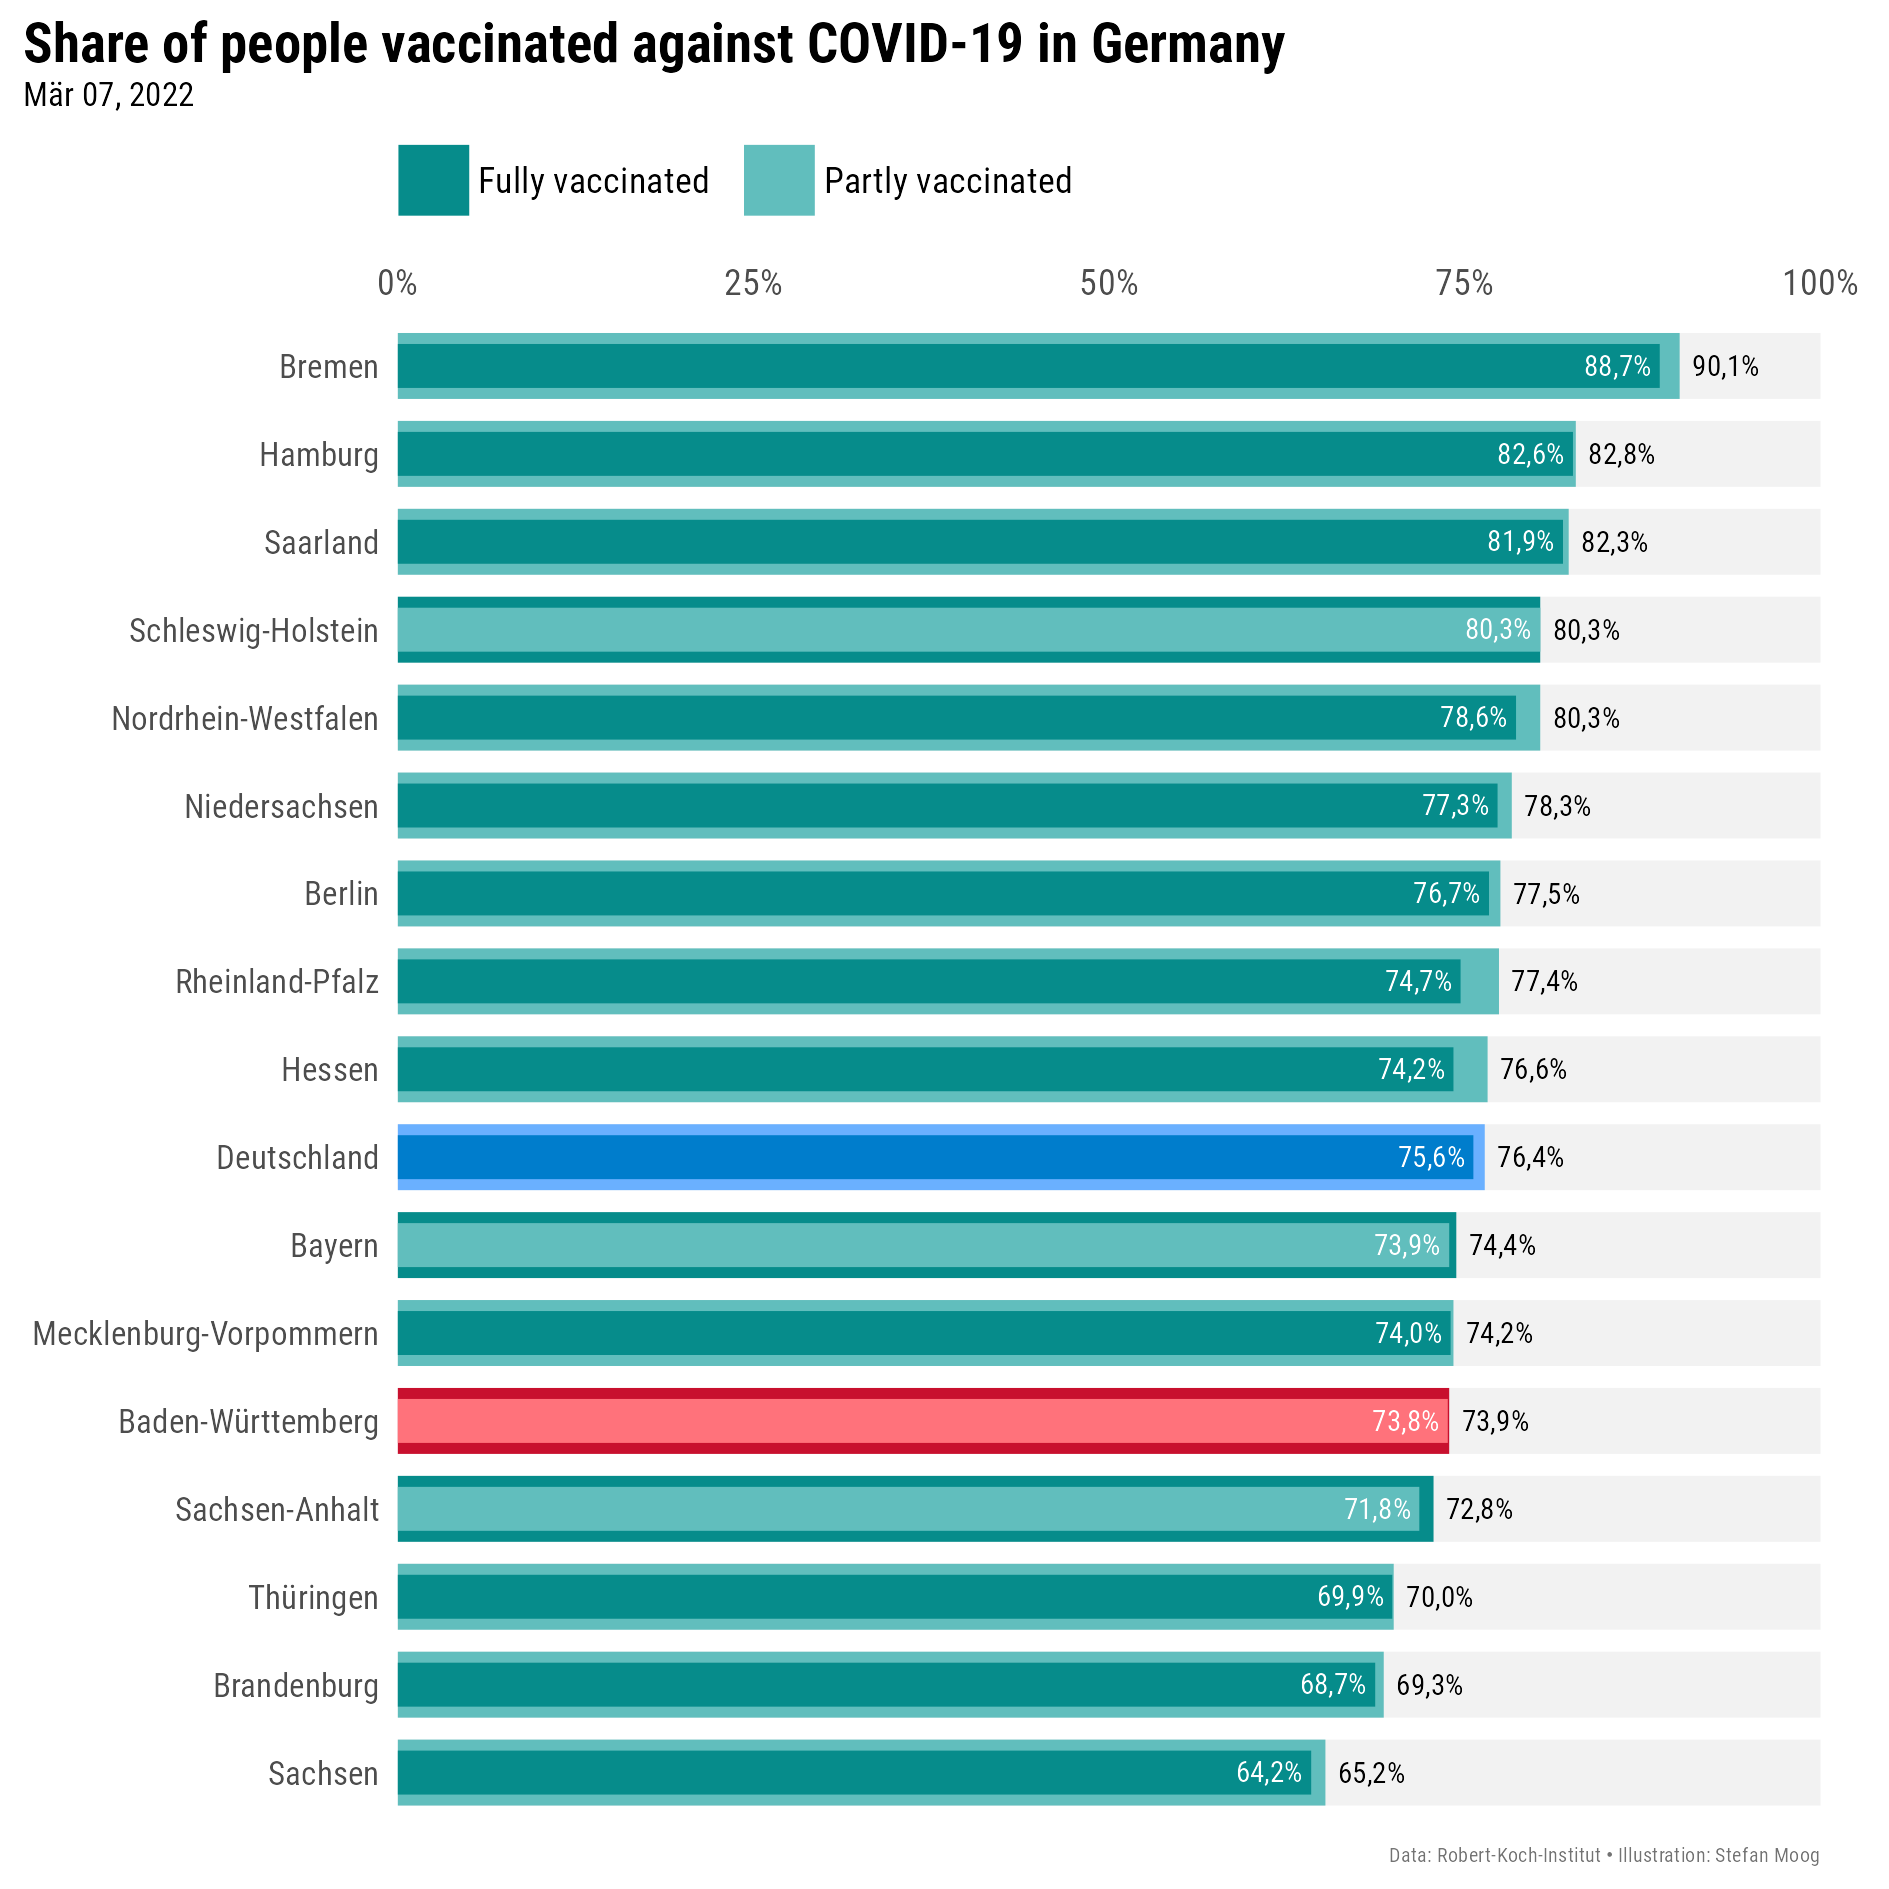 Share of people vaccinated against COVID-19 in Germany
Mär 07, 2022
Fully vaccinated Partly vaccinated
0% 25% 50% 75% 100%
Bremen 88,7% 90,1%
Hamburg 82,6% 82,8%
Saarland 81,9% 82,3%
Schleswig-Holstein 80,3% 80,3%
Nordrhein-Westfalen 78,6% 80,3%
Niedersachsen 77,3% 78,3%
Berlin 76,7% 77,5%
Rheinland-Pfalz 74,7% 77,4%
Hessen 74,2% 76,6%
Deutschland 75,6% 76,4%
Bayern 73,9% 74,4%
Mecklenburg-Vorpommern 74,0% 74,2%
Baden-Württemberg 73,8% 73,9%
Sachsen-Anhalt 71,8% 72,8%
Thüringen 69,9% 70,0%
Brandenburg 68,7% 69,3%
Sachsen 64,2% 65,2%
Data: Robert-Koch-Institut • Illustration: Stefan Moog